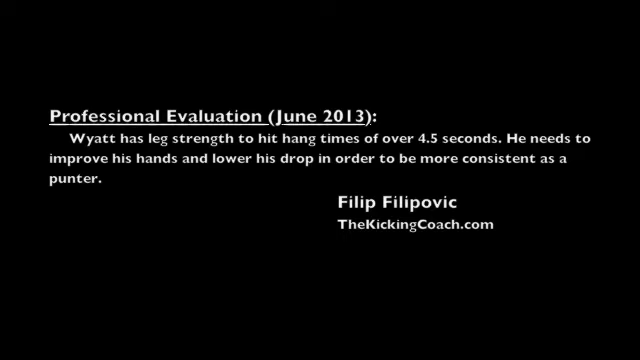 Professional Evaluation (June 2013):
Wyatt has leg strength to hit hang times of over 4.5 seconds. He needs to
improve his hands and lower his drop in order to be more consistent as a
punter.
Filip Filipovic
TheKickingCoach.com